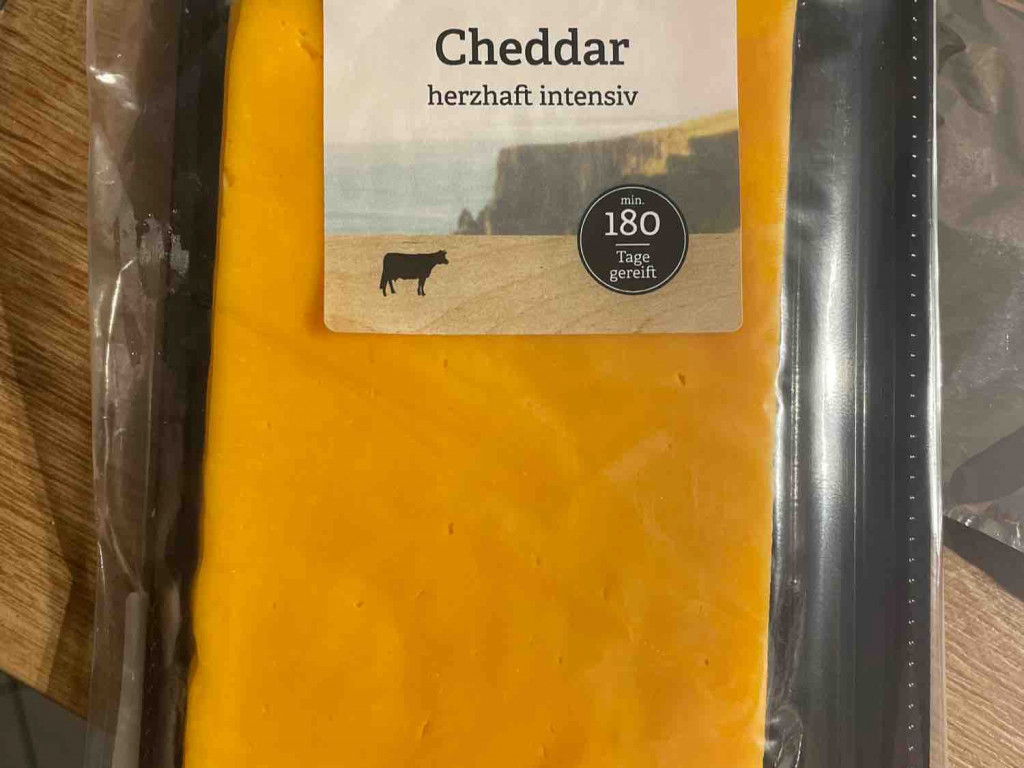 Cheddar
herzhaft intensiv
min.
180
Tage
gereift